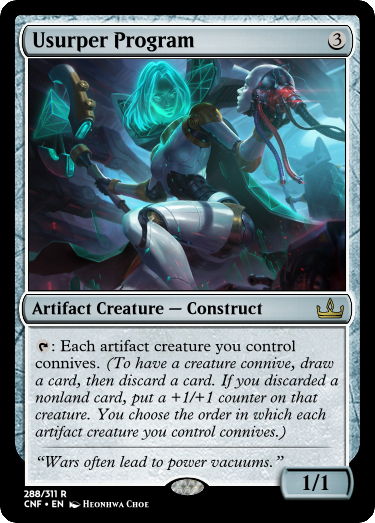 Usurper Program 3
Artifact Creature — Construct
: Each artifact creature you control
connives. (To have a creature connive, draw
a card, then discard a card. If you discarded a
nonland card, put a +1/+1 counter on that
creature. You choose the order in which each
artifact creature you control connives.)
“Wars often lead to power vacuums.”
1/1
288/311 R
CNF • EN Heonhwa Choe